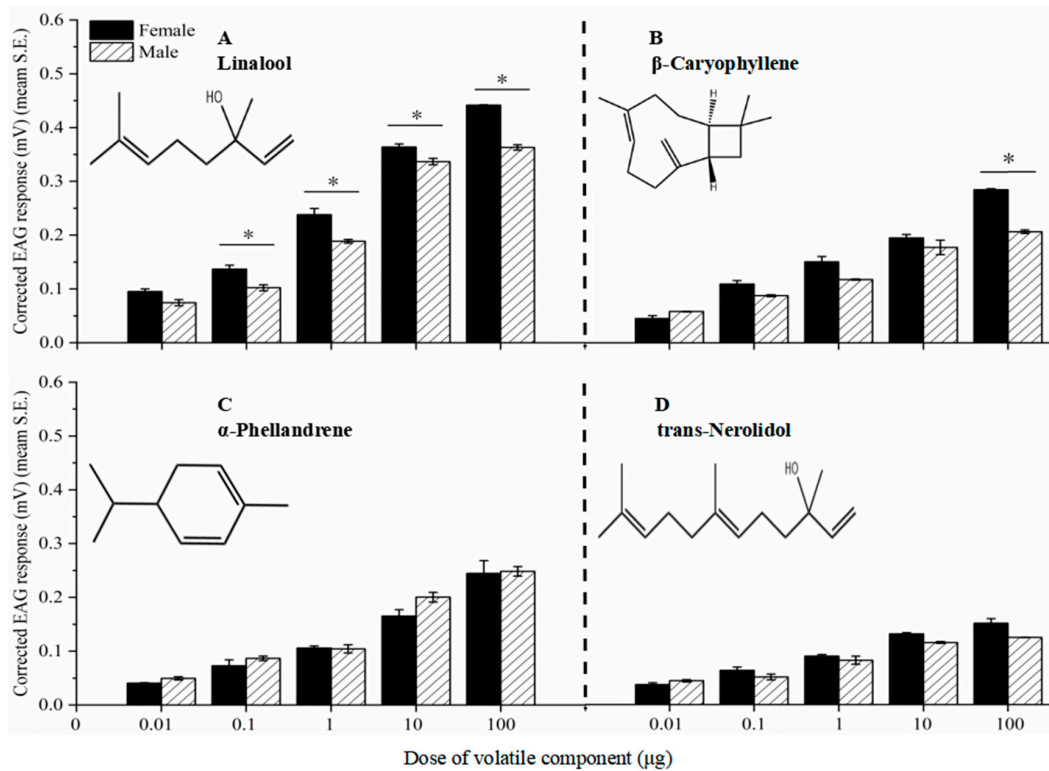 0.6
0.5
0.4
0.3
0.2
0.1
0.0
Corrected EAG response (mV) (meam S.E.)
Female
Male
A
Linalool
HO
*
*
*
*
B
β-Caryophyllene
H
H
*
0.6
0.5
0.4
0.3
0.2
0.1
0.0
Corrected EAG response (mV) (meam S.E.)
C
α-Phellandrene
D
trans-Nerolidol
HO
0 0.01 0.1 1 10 100 0.01 0.1 1 10 100
Dose of volatile component (μg)